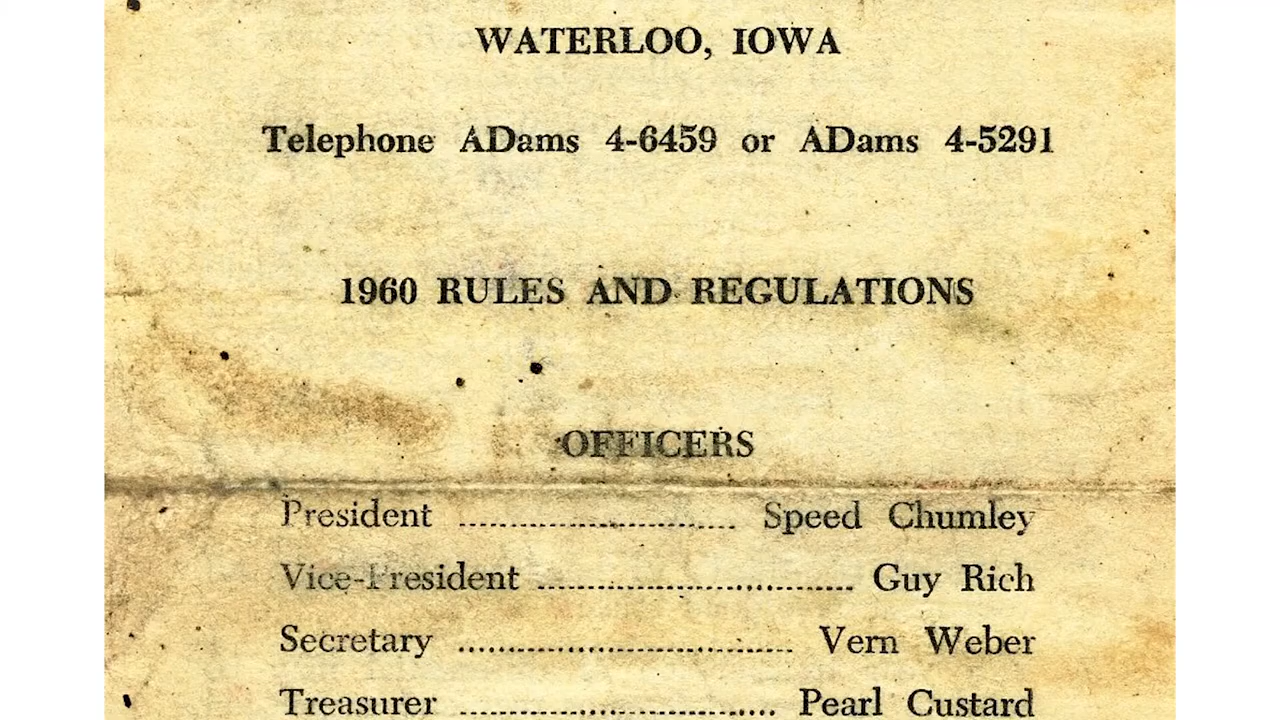 WATERLOO, IOWA
Telephone ADams 4-6459 or ADams 4-5291
1960 RULES AND REGULATIONS
OFFICERS
President ................................ Speed Chumley
Vice-President ................................ Guy Rich
Secretary ................................ Vern Weber
Treasurer ................................ Pearl Custard